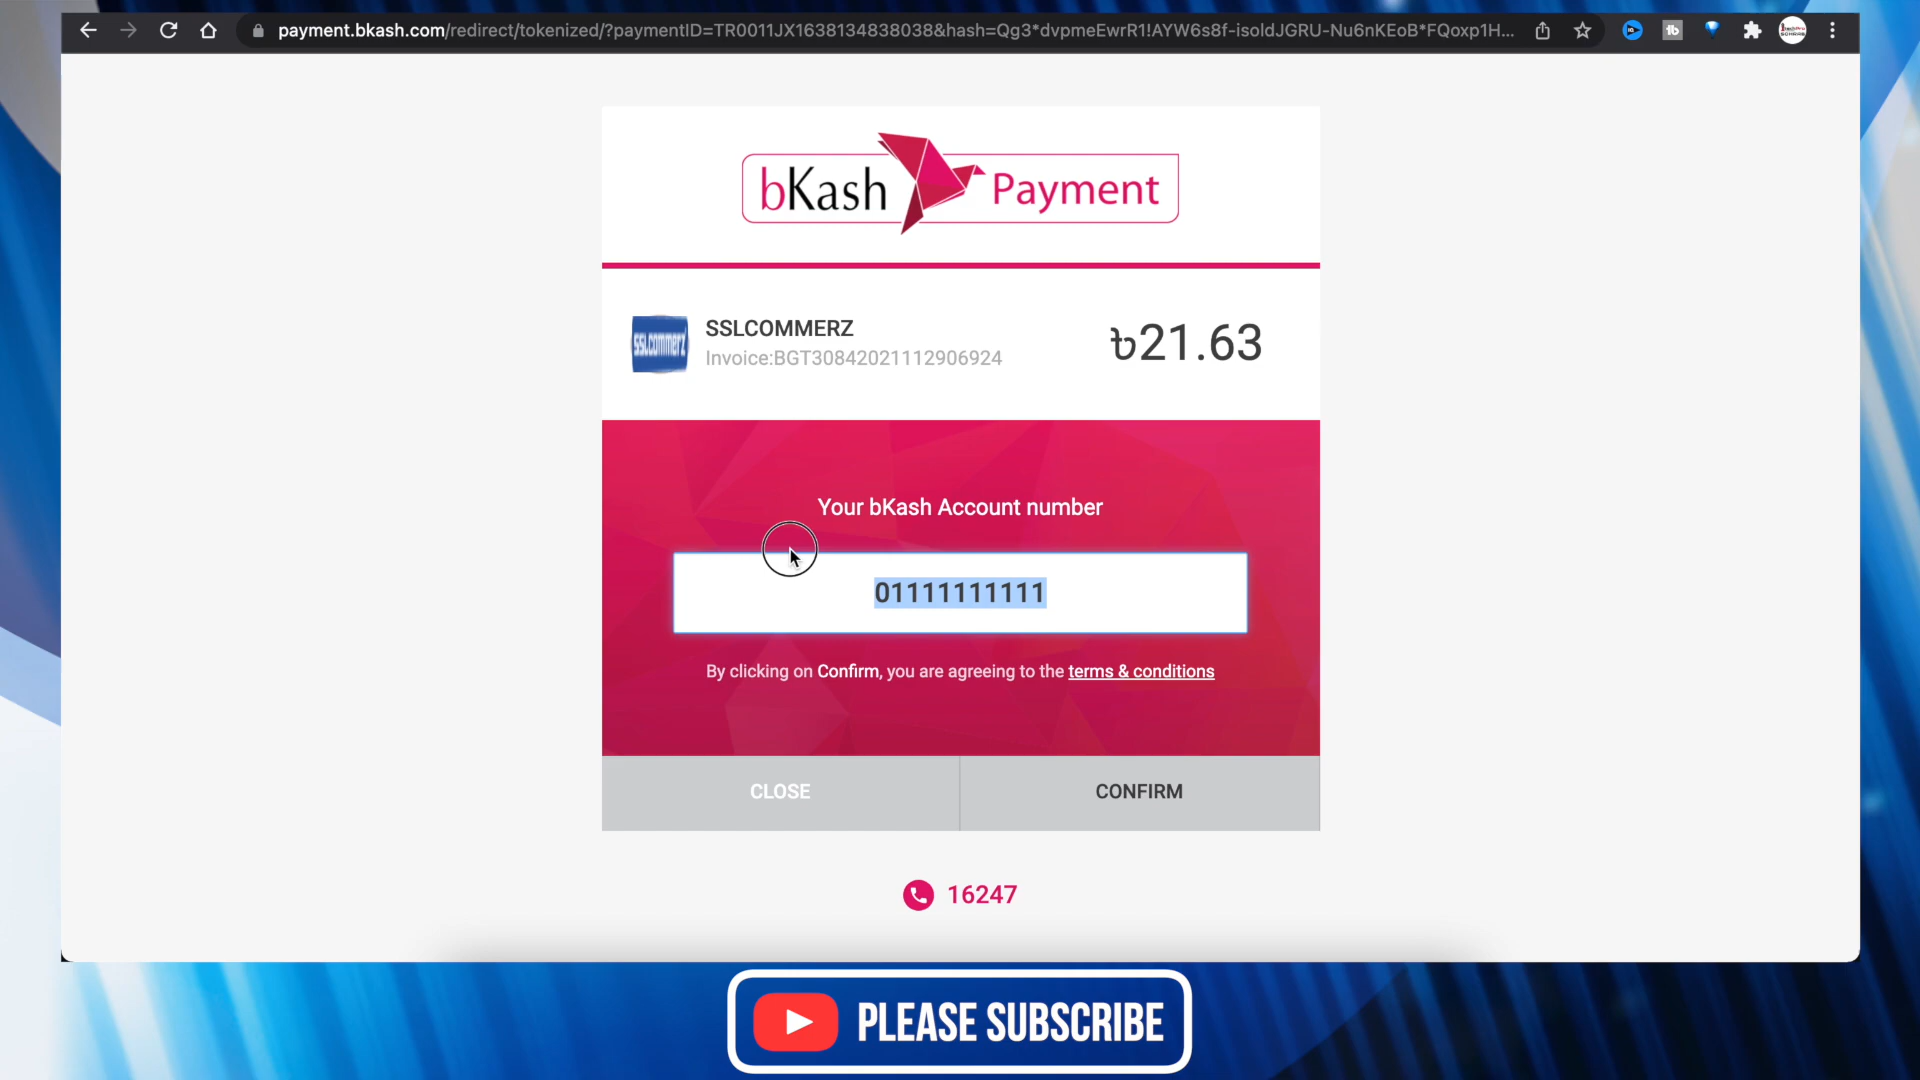 payment.bkash.com/redirect/tokenized/?paymentID=TR0011JX1638134838038&hash=Qg3*dvpmeEwrR1!AYW6s8f-isoldJGRU-Nu6nKEoB*FQoxp1H...
bKash Payment
sslcommerz
SSLCOMMERZ
Invoice:BGT30842021112906924
৳21.63
Your bKash Account number
01111111111
By clicking on Confirm, you are agreeing to the terms & conditions
CLOSE
CONFIRM
16247
PLEASE SUBSCRIBE